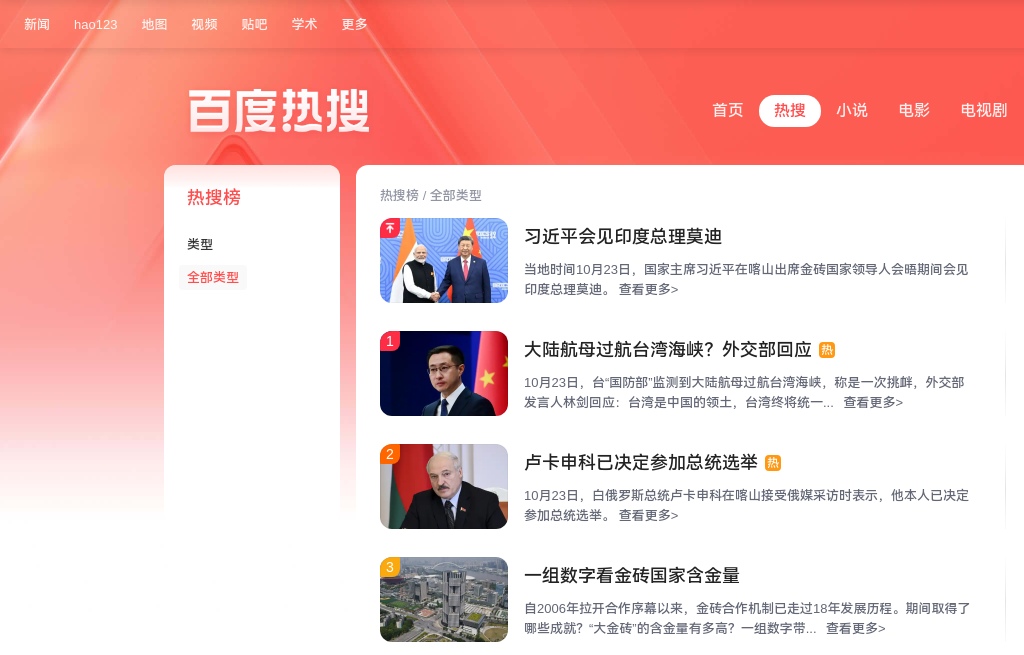 新闻 hao123 地图 视频 贴吧 学术 更多
百度热搜
首页 热搜 小说 电影 电视剧
热搜榜
类型
全部类型
热搜榜 / 全部类型
习近平会见印度总理莫迪
当地时间10月23日，国家主席习近平在喀山出席金砖国家领导人会晤期间会见
印度总理莫迪。 查看更多>
1
大陆航母过航台湾海峡？外交部回应 热
10月23日，台“国防部”监测到大陆航母过航台湾海峡，称是一次挑衅，外交部
发言人林剑回应：台湾是中国的领土，台湾终将统一... 查看更多>
2
卢卡申科已决定参加总统选举 热
10月23日，白俄罗斯总统卢卡申科在喀山接受俄媒采访时表示，他本人已决定
参加总统选举。 查看更多>
3
一组数字看金砖国家含金量
自2006年拉开合作序幕以来，金砖合作机制已走过18年发展历程。期间取得了
哪些成就？“大金砖”的含金量有多高？一组数字带... 查看更多>